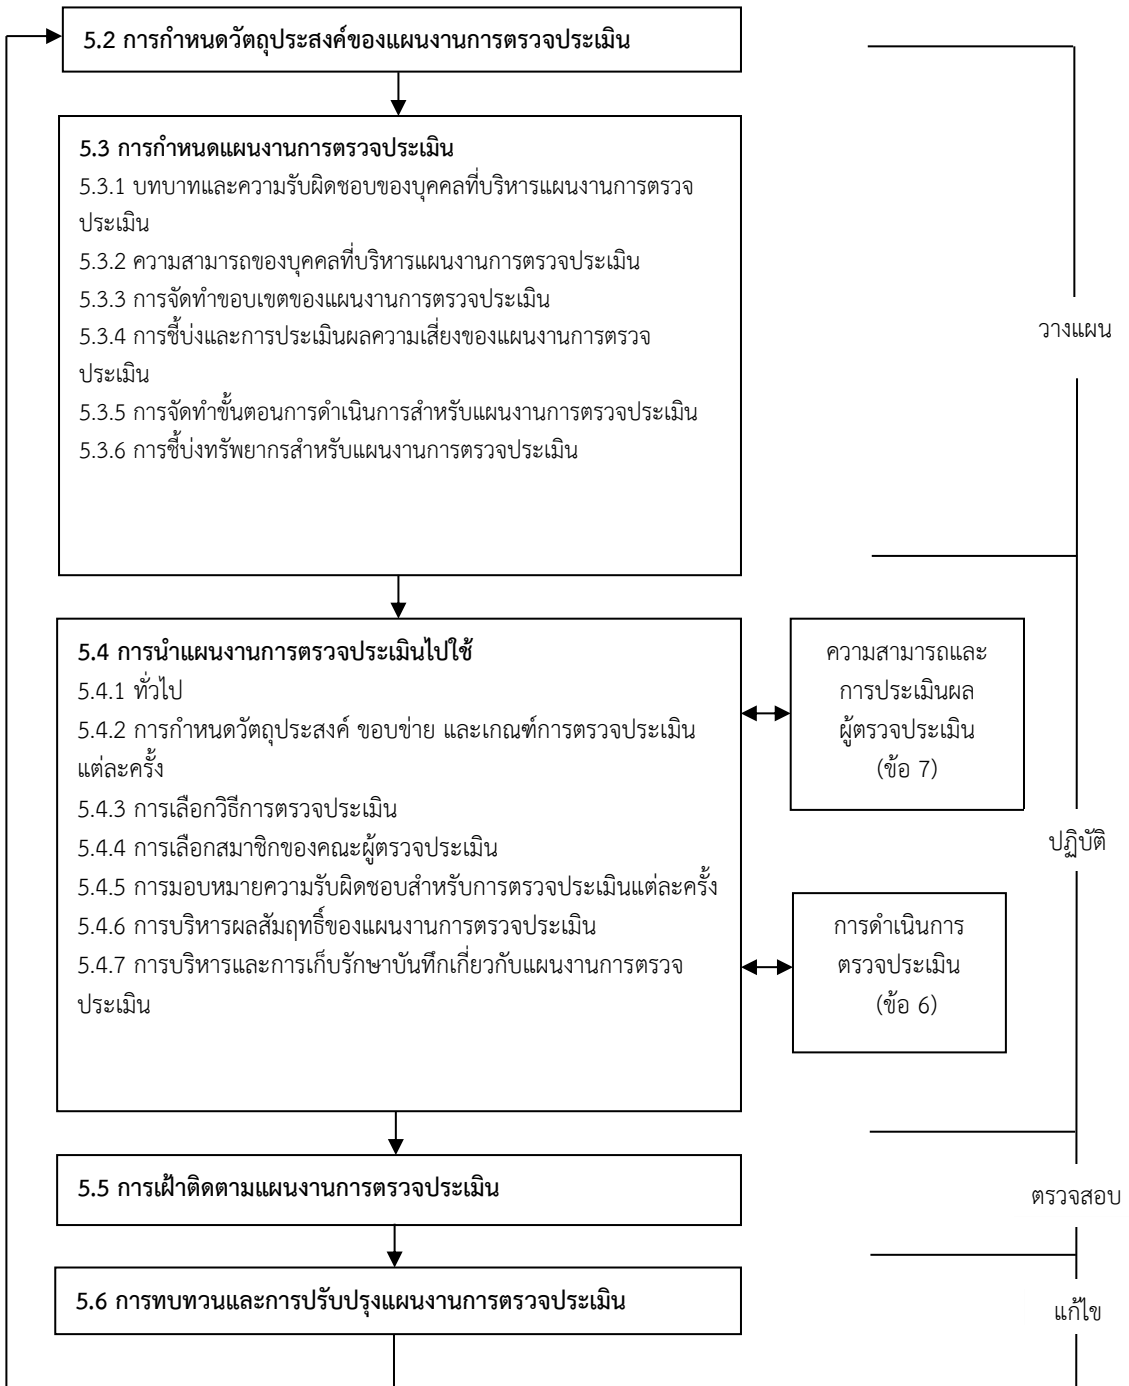 5.2 การกำหนดวัตถุประสงค์ของแผนงานการตรวจประเมิน
5.3 การกำหนดแผนงานการตรวจประเมิน
5.3.1 บทบาทและความรับผิดชอบของบุคคลที่บริหารแผนงานการตรวจ
ประเมิน
5.3.2 ความสามารถของบุคคลที่บริหารแผนงานการตรวจประเมิน
5.3.3 การจัดทำขอบเขตของแผนงานการตรวจประเมิน
5.3.4 การชี้บ่งและการประเมินผลความเสี่ยงของแผนงานการตรวจ
ประเมิน
5.3.5 การจัดทำขั้นตอนการดำเนินการสำหรับแผนงานการตรวจประเมิน
5.3.6 การชี้บ่งทรัพยากรสำหรับแผนงานการตรวจประเมิน
วางแผน
5.4 การนำแผนงานการตรวจประเมินไปใช้
5.4.1 ทั่วไป
5.4.2 การกำหนดวัตถุประสงค์ ขอบข่าย และเกณฑ์การตรวจประเมิน
แต่ละครั้ง
5.4.3 การเลือกวิธีการตรวจประเมิน
5.4.4 การเลือกสมาชิกของคณะผู้ตรวจประเมิน
5.4.5 การมอบหมายความรับผิดชอบสำหรับการตรวจประเมินแต่ละครั้ง
5.4.6 การบริหารผลสัมฤทธิ์ของแผนงานการตรวจประเมิน
5.4.7 การบริหารและการเก็บรักษาบันทึกเกี่ยวกับแผนงานการตรวจ
ประเมิน
ความสามารถและ
การประเมินผล
ผู้ตรวจประเมิน
(ข้อ 7)
ปฏิบัติ
การดำเนินการ
ตรวจประเมิน
(ข้อ 6)
5.5 การเฝ้าติดตามแผนงานการตรวจประเมิน
ตรวจสอบ
5.6 การทบทวนและการปรับปรุงแผนงานการตรวจประเมิน
แก้ไข